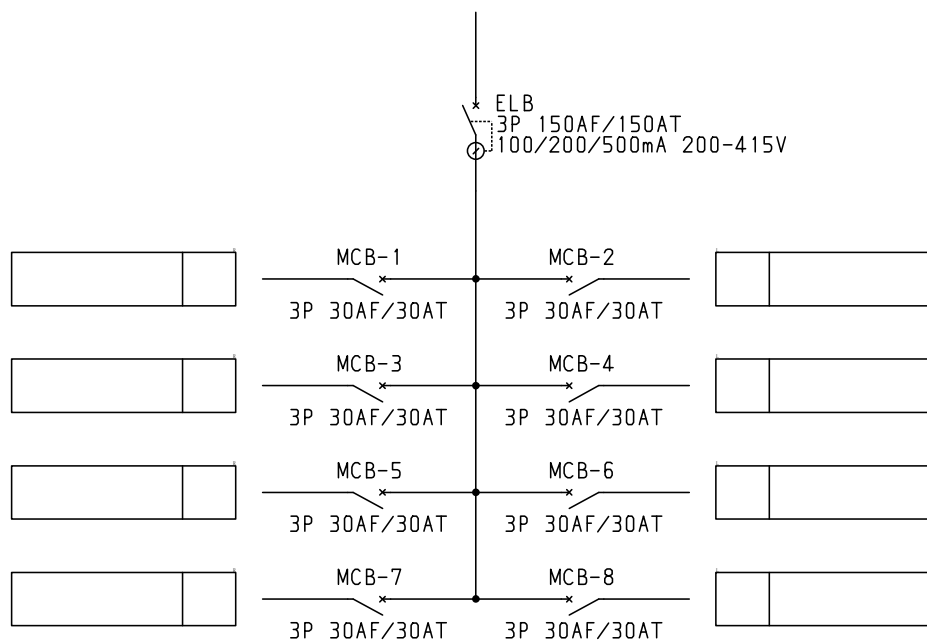 ELB
3P 150AF/150AT
100/200/500mA 200-415V
MCB-1
MCB-2
3P 30AF/30AT
3P 30AF/30AT
MCB-3
MCB-4
3P 30AF/30AT
3P 30AF/30AT
MCB-5
MCB-6
3P 30AF/30AT
3P 30AF/30AT
MCB-7
MCB-8
3P 30AF/30AT
3P 30AF/30AT